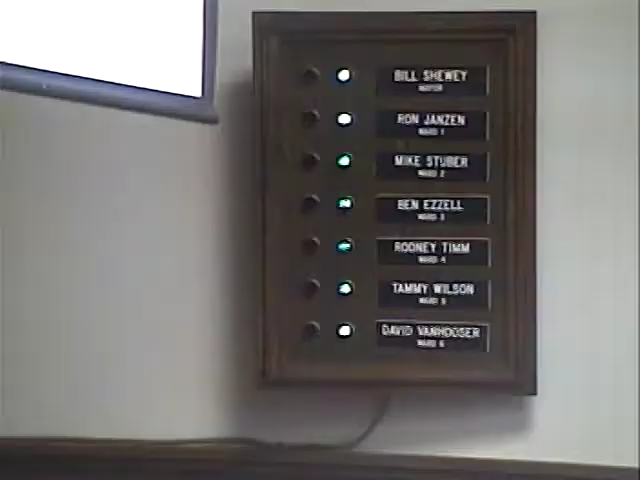 BILL SHEWEY
MAYOR
RON JANZEN
WARD 1
MIKE STUBER
WARD 2
BEN EZZELL
WARD 3
RODNEY TIMM
WARD 4
TAMMY WILSON
WARD 5
DAVID VANHOOSER
WARD 6